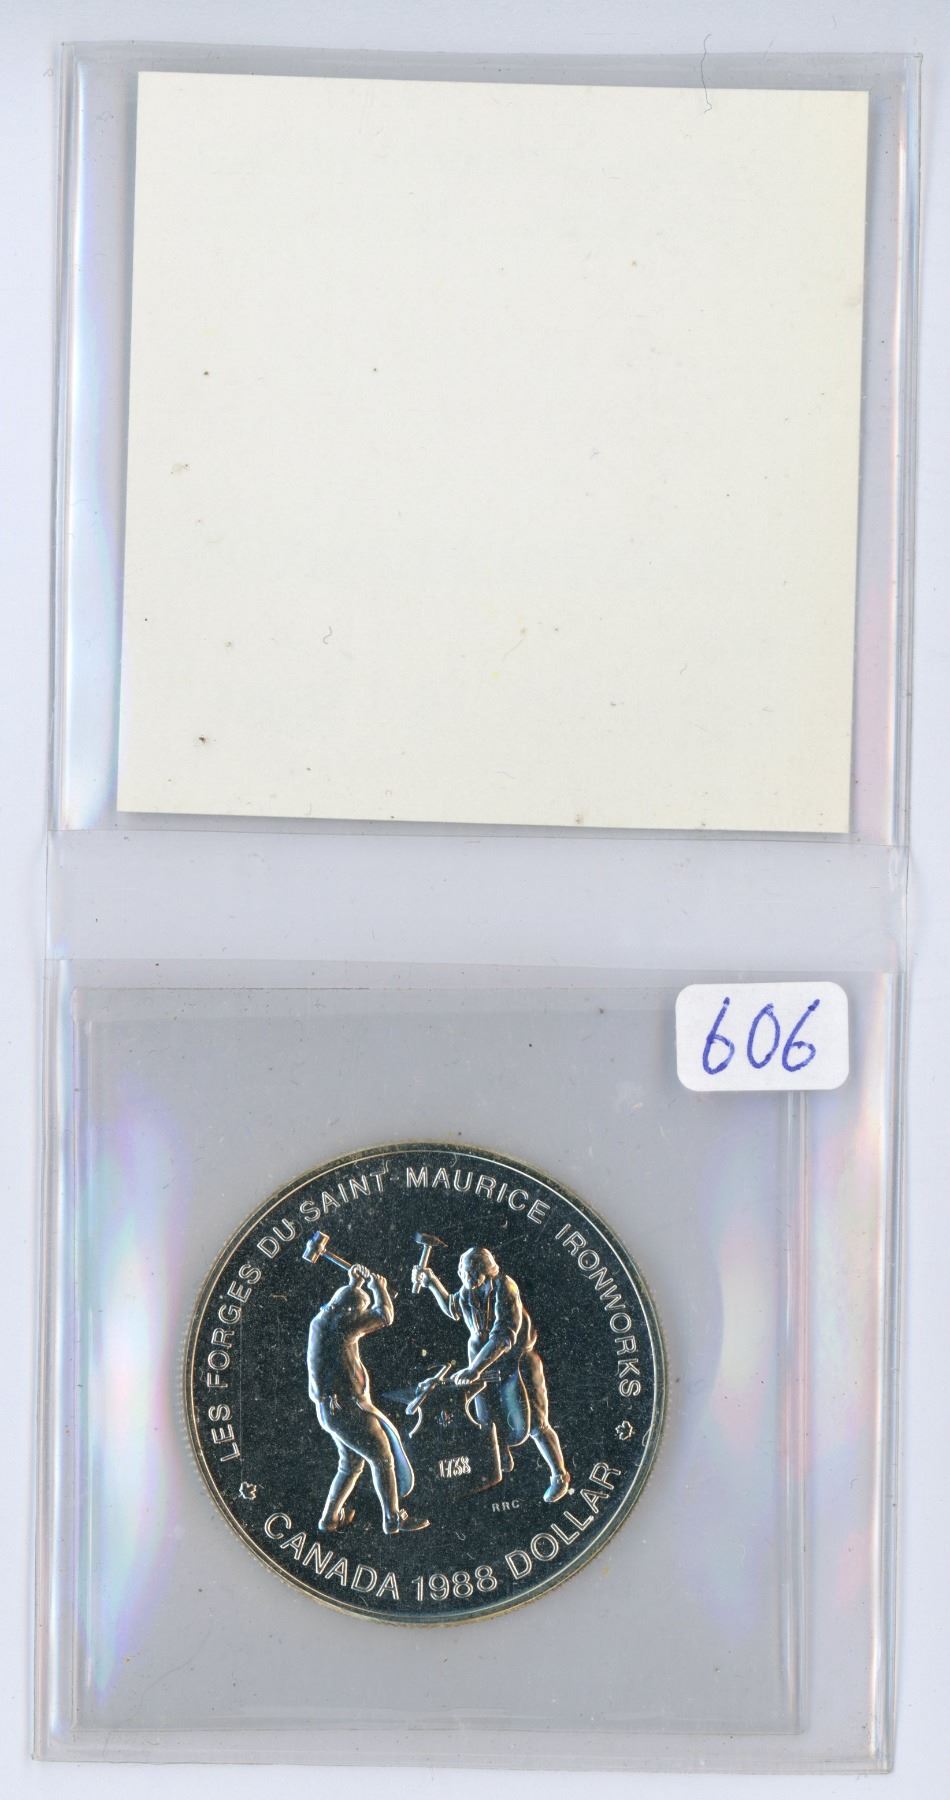 606
LES FORGES DU SAINT-MAURICE IRONWORKS
1738
RRC
CANADA 1988 DOLLAR